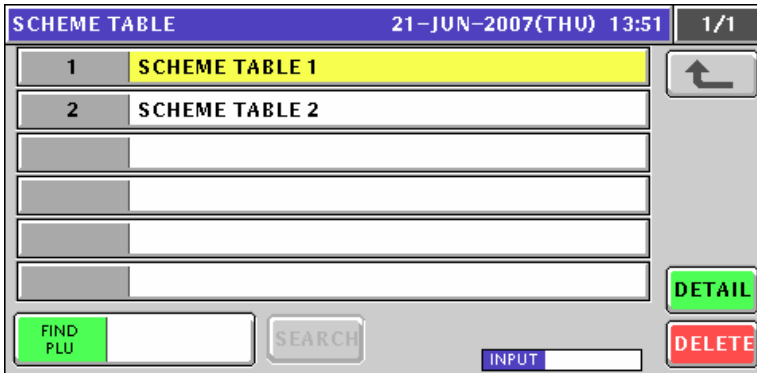 SCHEME TABLE 21-JUN-2007(THU) 13:51 1/1
1 SCHEME TABLE 1
2 SCHEME TABLE 2
DETAIL
FIND
PLU
SEARCH
INPUT
DELETE